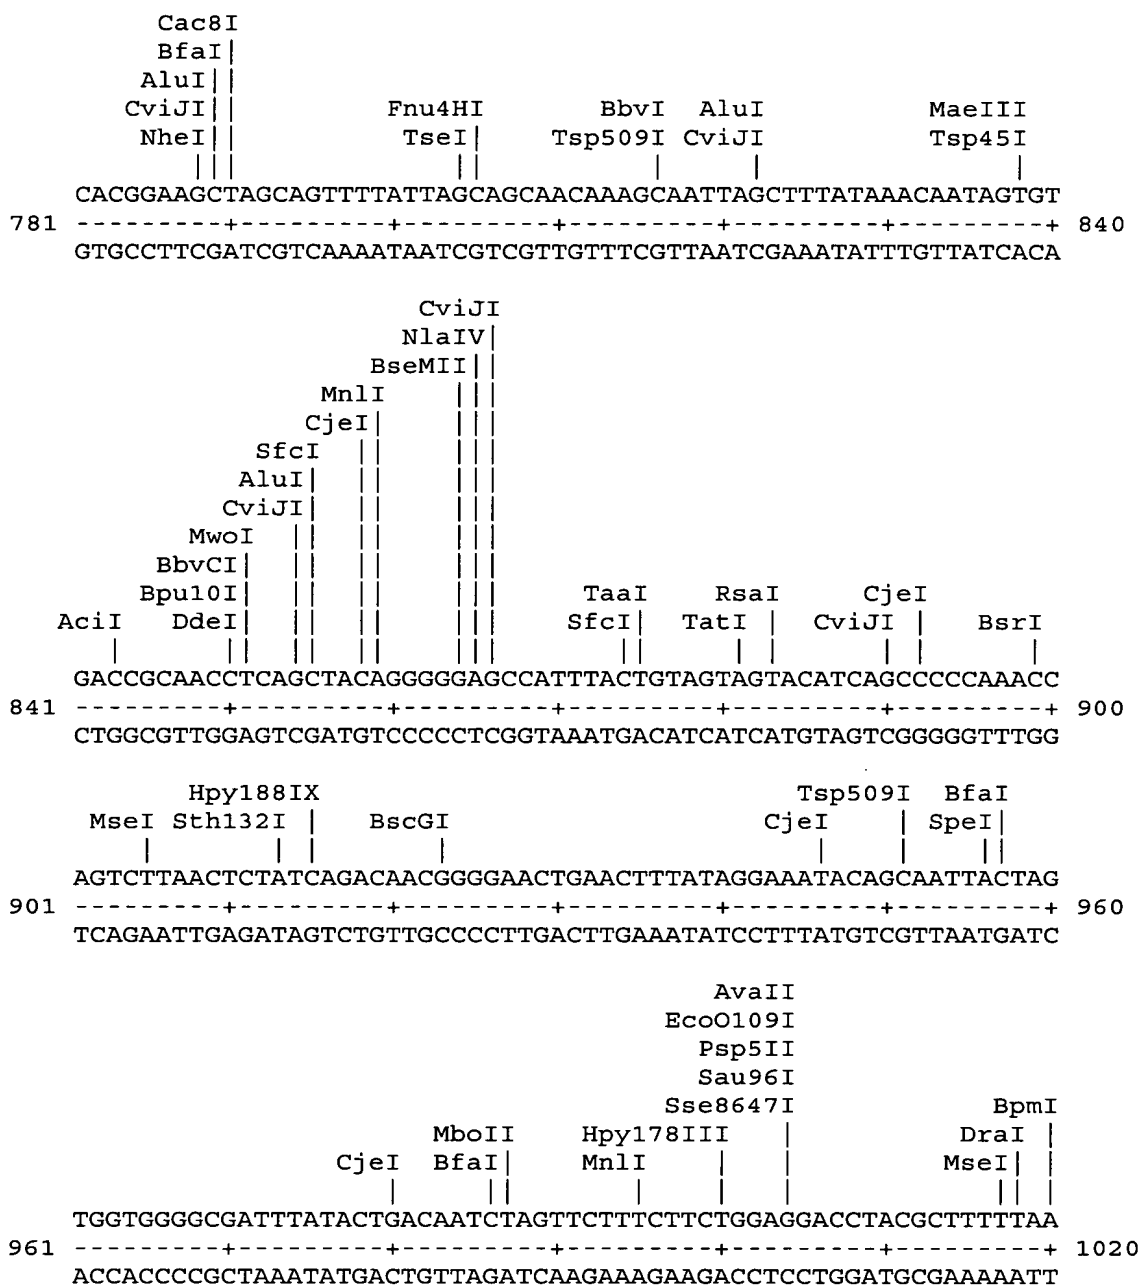 Cac8I
BfaI
AluI
CviJI Fnu4HI BbvI AluI MaeIII
NheI TseI Tsp509I CviJI Tsp45I
CACGGAAGCTAGCAGTTTTATTAGCAGCAACAAAGCAATTAGCTTTATAAACAATAGTGT
781 ---------+---------+---------+---------+---------+---------+ 840
GTGCCTTCGATCGTCAAAATAATCGTCGTTGTTTCGTTAATCGAAATATTTGTTATCACA
CviJI
NlaIV
BseMII
MnlI
CjeI
SfcI
AluI
CviJI
MwoI
BbvCI
Bpu10I TaaI RsaI CjeI
AciI DdeI SfcI TatI CviJI BsrI
GACCGCAACCTCAGCTACAGGGGGAGCCATTTACTGTAGTAGTACATCAGCCCCCAAACC
841 ---------+---------+---------+---------+---------+---------+ 900
CTGGCGTTGGAGTCGATGTCCCCCTCGGTAAATGACATCATCATGTAGTCGGGGGTTTGG
Hpy188IX Tsp509I BfaI
MseI Sth132I BscGI CjeI SpeI
AGTCTTAACTCTATCAGACAACGGGGAACTGAACTTTATAGGAAATACAGCAATTACTAG
901 ---------+---------+---------+---------+---------+---------+ 960
TCAGAATTGAGATAGTCTGTTGCCCCTTGACTTGAAATATCCTTTATGTCGTTAATGATC
AvaII
EcoO109I
Psp5II
Sau96I
Sse8647I BpmI
MboII Hpy178III DraI
CjeI BfaI MnlI MseI
TGGTGGGGCGATTTATACTGACAATCTAGTTCTTTCTTCTGGAGGACCTACGCTTTTTAA
961 ---------+---------+---------+---------+---------+---------+ 1020
ACCACCCCGCTAAATATGACTGTTAGATCAAGAAAGAAGACCTCCTGGATGCGAAAAATT